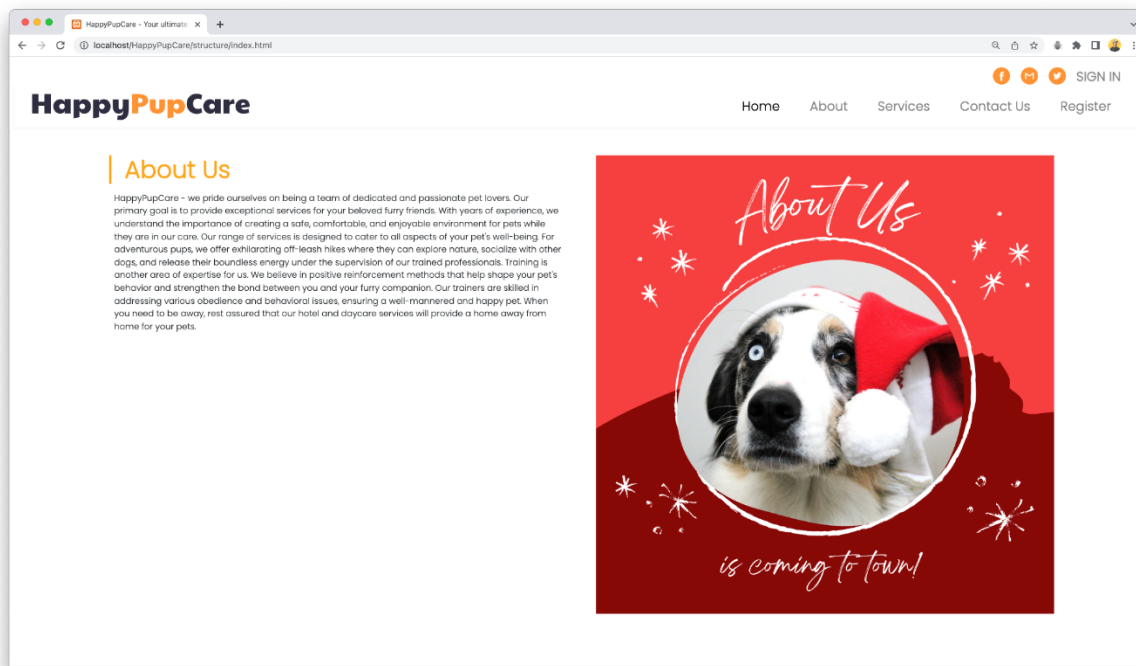 HappyPupCare - Your ultimate
localhost/HappyPupCare/structure/index.html
SIGN IN
HappyPupCare
Home About Services Contact Us Register
About Us
HappyPupCare - we pride ourselves on being a team of dedicated and passionate pet lovers. Our
primary goal is to provide exceptional services for your beloved furry friends. With years of experience, we
understand the importance of creating a safe, comfortable, and enjoyable environment for pets while
they are in our care. Our range of services is designed to cater to all aspects of your pet's well-being. For
adventurous pups, we offer exhilarating off-leash hikes where they can explore nature, socialize with other
dogs, and release their boundless energy under the supervision of our trained professionals. Training is
another area of expertise for us. We believe in positive reinforcement methods that help shape your pet's
behavior and strengthen the bond between you and your furry companion. Our trainers are skilled in
addressing various obedience and behavioral issues, ensuring a well-mannered and happy pet. When
you need to be away, rest assured that our hotel and daycare services will provide a home away from
home for your pets.
About Us
is coming to town!